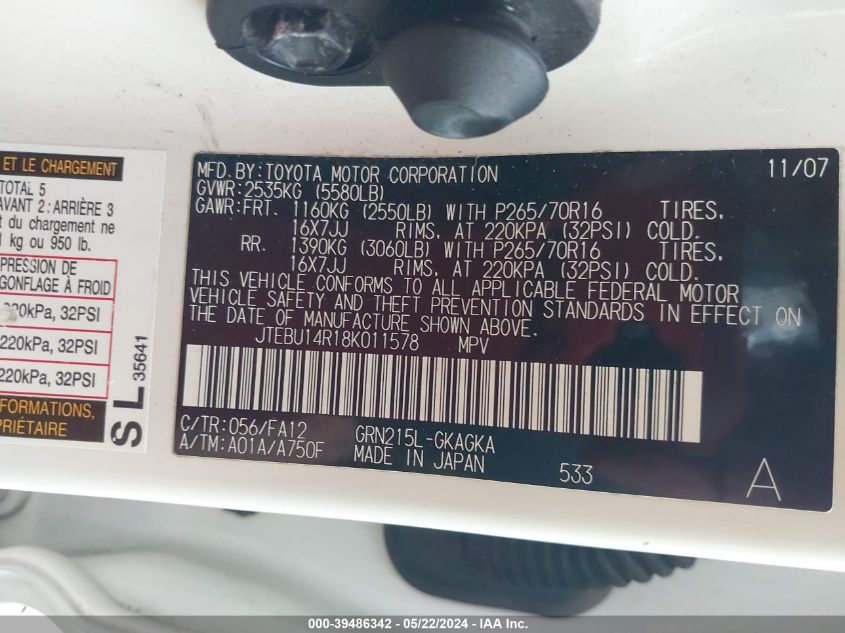 ET LE CHARGEMENT
TOTAL 5
AVANT 2: ARRIÈRE 3
du chargement ne
kg ou 950 lb.
PRESSION DE
GONFLAGE À FROID
220kPa, 32PSI
220kPa, 32PSI
220kPa, 32PSI
FORMATIONS,
PRIÉTAIRE
SL
35641
MFD. BY: TOYOTA MOTOR CORPORATION 11/07
GVWR: 2535KG (5580LB)
GAWR: FRT. 1160KG (2550LB) WITH P265/70R16 TIRES.
16X7JJ RIMS, AT 220KPA (32PSI) COLD.
RR. 1390KG (3060LB) WITH P265/70R16 TIRES.
16X7JJ RIMS, AT 220KPA (32PSI) COLD.
THIS VEHICLE CONFORMS TO ALL APPLICABLE FEDERAL MOTOR
VEHICLE SAFETY AND THEFT PREVENTION STANDARDS IN EFFECT ON
THE DATE OF MANUFACTURE SHOWN ABOVE.
JTEBU14R18K011578 MPV
C/TR: 056/FA12 GRN215L-GKAGKA
A/TM: A01A/A750F MADE IN JAPAN 533 A
000-39486342 - 05/22/2024 - IAA Inc.